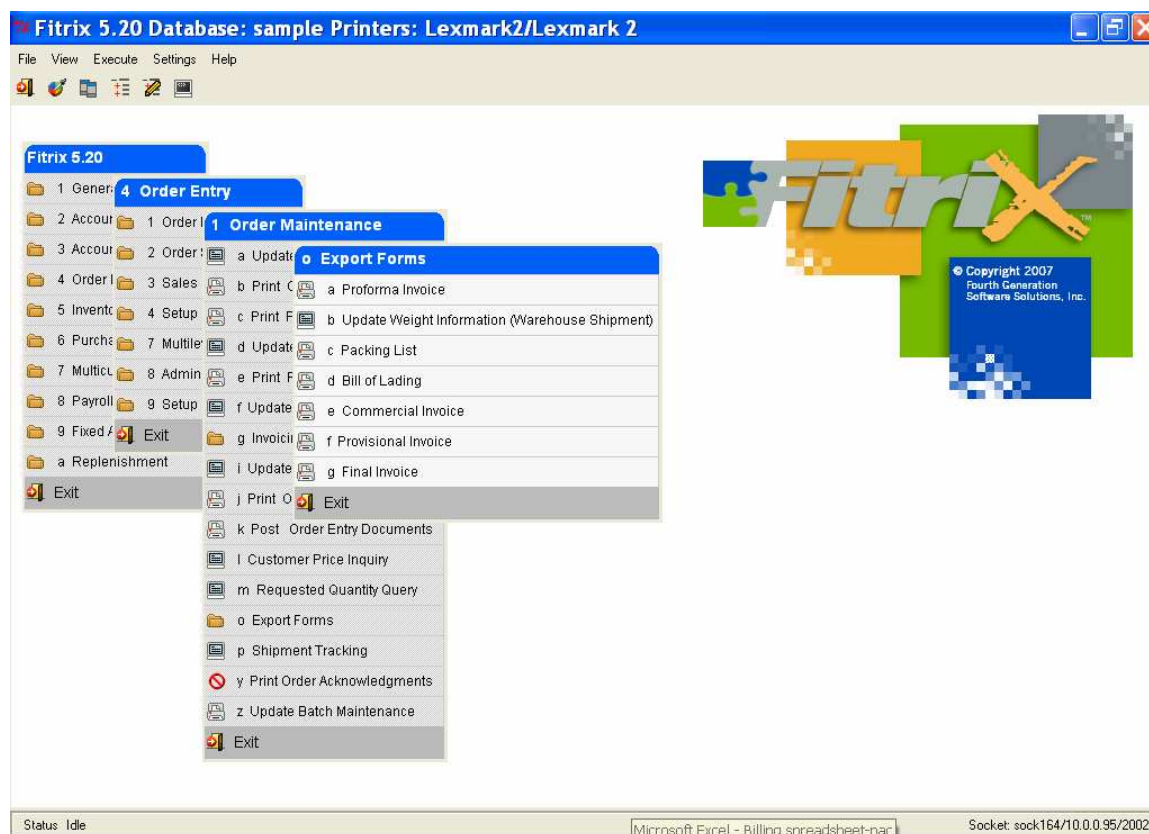 Fitrix 5.20 Database: sample Printers: Lexmark2/Lexmark 2
File View Execute Settings Help
Fitrix 5.20
1 Gener
2 Accour
3 Accour
4 Order
5 Invent
6 Purcha
7 Multicu
8 Payroll
9 Fixed
a Replenishment
Exit
4 Order Entry
1 Order
2 Order
3 Sales
4 Setup
7 Multile
8 Admin
9 Setup
Exit
1 Order Maintenance
a Update
b Print
c Print
d Update
e Print
f Update
g Invoici
i Update
j Print O
k Post Order Entry Documents
l Customer Price Inquiry
m Requested Quantity Query
o Export Forms
p Shipment Tracking
y Print Order Acknowledgments
z Update Batch Maintenance
Exit
o Export Forms
a Proforma Invoice
b Update Weight Information (Warehouse Shipment)
c Packing List
d Bill of Lading
e Commercial Invoice
f Provisional Invoice
g Final Invoice
Exit
Fitrix
TM
© Copyright 2007
Fourth Generation
Software Solutions, Inc.
Status Idle
Microsoft Excel - Billing spreadsheet-nac
Socket: sock164/10.0.0.95/2002